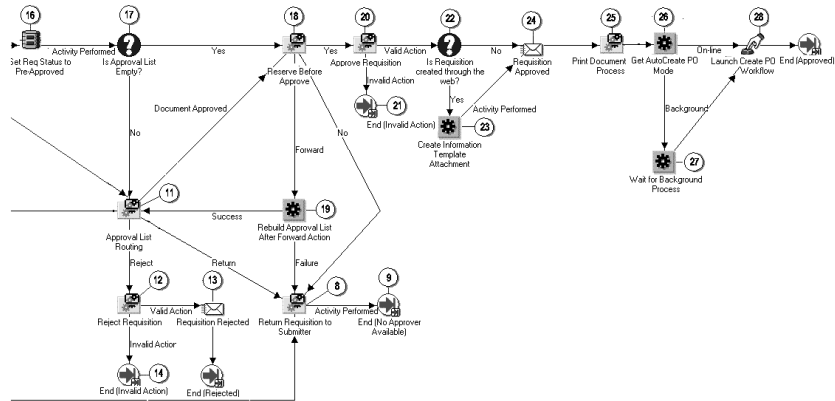 16
17
18
20
22
24
25
26
28
Activity Performed
Set Req Status to
Pre-Approved
Is Approval List
Empty?
Yes
Reserve Before
Approve
Yes
Approve Requisition
Valid Action
Is Requisition
created through the
web?
No
Requisition
Approved
Print Document
Process
Get AutoCreate PO
Mode
On-line
Launch Create PO
Workflow
End (Approved)
Invalid Action
21
End (Invalid Action)
Yes
Activity Performed
23
Create Information
Template
Attachment
Background
27
Wait for Background
Process
Document Approved
No
No
Forward
11
Approval List
Routing
Success
19
Rebuild Approval List
After Forward Action
Reject
Return
Failure
12
13
8
9
Reject Requisition
Valid Action
Requisition Rejected
Return Requisition to
Submitter
Activity Performed
End (No Approver
Available)
Invalid Action
14
End (Invalid Action)
End (Rejected)